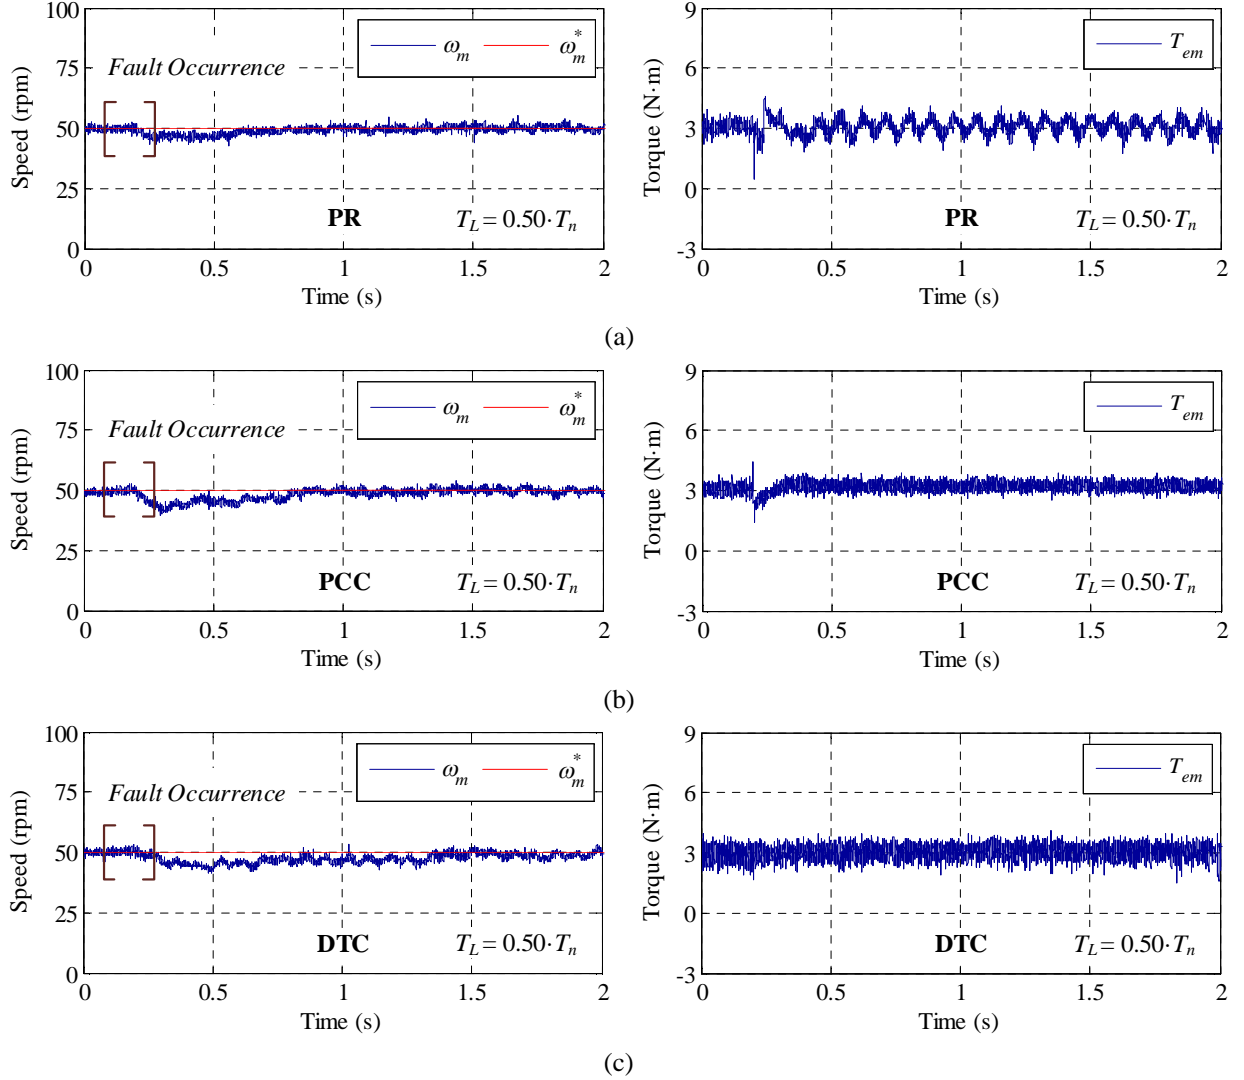 100
75
50
25
0
Speed (rpm)
ω_m ω_m^*
Fault Occurrence
PR
T_L = 0.50·T_n
0 0.5 1 1.5 2
Time (s)
9
6
3
0
-3
Torque (N·m)
T_em
PR
T_L = 0.50·T_n
0 0.5 1 1.5 2
Time (s)
(a)
100
75
50
25
0
Speed (rpm)
ω_m ω_m^*
Fault Occurrence
PCC
T_L = 0.50·T_n
0 0.5 1 1.5 2
Time (s)
9
6
3
0
-3
Torque (N·m)
T_em
PCC
T_L = 0.50·T_n
0 0.5 1 1.5 2
Time (s)
(b)
100
75
50
25
0
Speed (rpm)
ω_m ω_m^*
Fault Occurrence
DTC
T_L = 0.50·T_n
0 0.5 1 1.5 2
Time (s)
9
6
3
0
-3
Torque (N·m)
T_em
DTC
T_L = 0.50·T_n
0 0.5 1 1.5 2
Time (s)
(c)